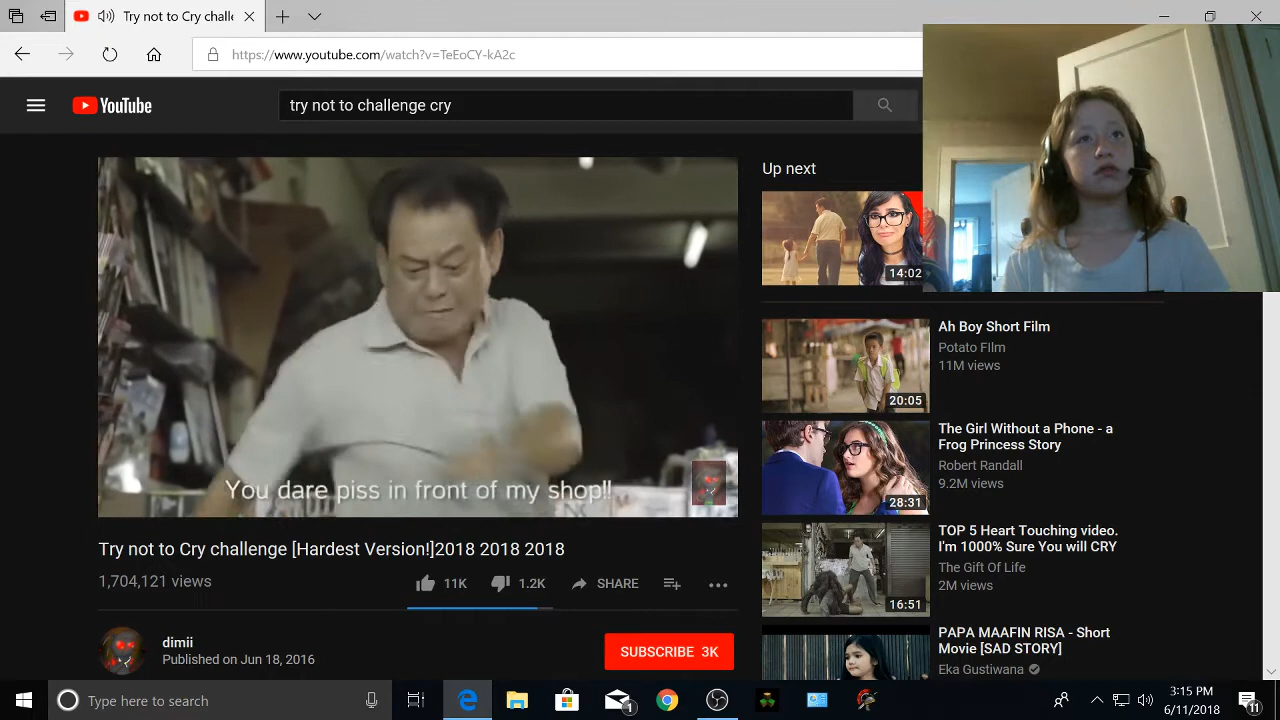 Try not to Cry chall
https://www.youtube.com/watch?v=TeEoCY-kA2c
YouTube
try not to challenge cry
You dare piss in front of my shop!!
Try not to Cry challenge [Hardest Version!]2018 2018 2018
1,704,121 views
11K
1.2K
SHARE
dimii
Published on Jun 18, 2016
SUBSCRIBE 3K
Up next
14:02
Ah Boy Short Film
Potato FIlm
11M views
20:05
The Girl Without a Phone - a
Frog Princess Story
Robert Randall
9.2M views
28:31
TOP 5 Heart Touching video.
I'm 1000% Sure You will CRY
The Gift Of Life
2M views
16:51
PAPA MAAFIN RISA - Short
Movie [SAD STORY]
Eka Gustiwana
Type here to search
1
3:15 PM
6/11/2018
11